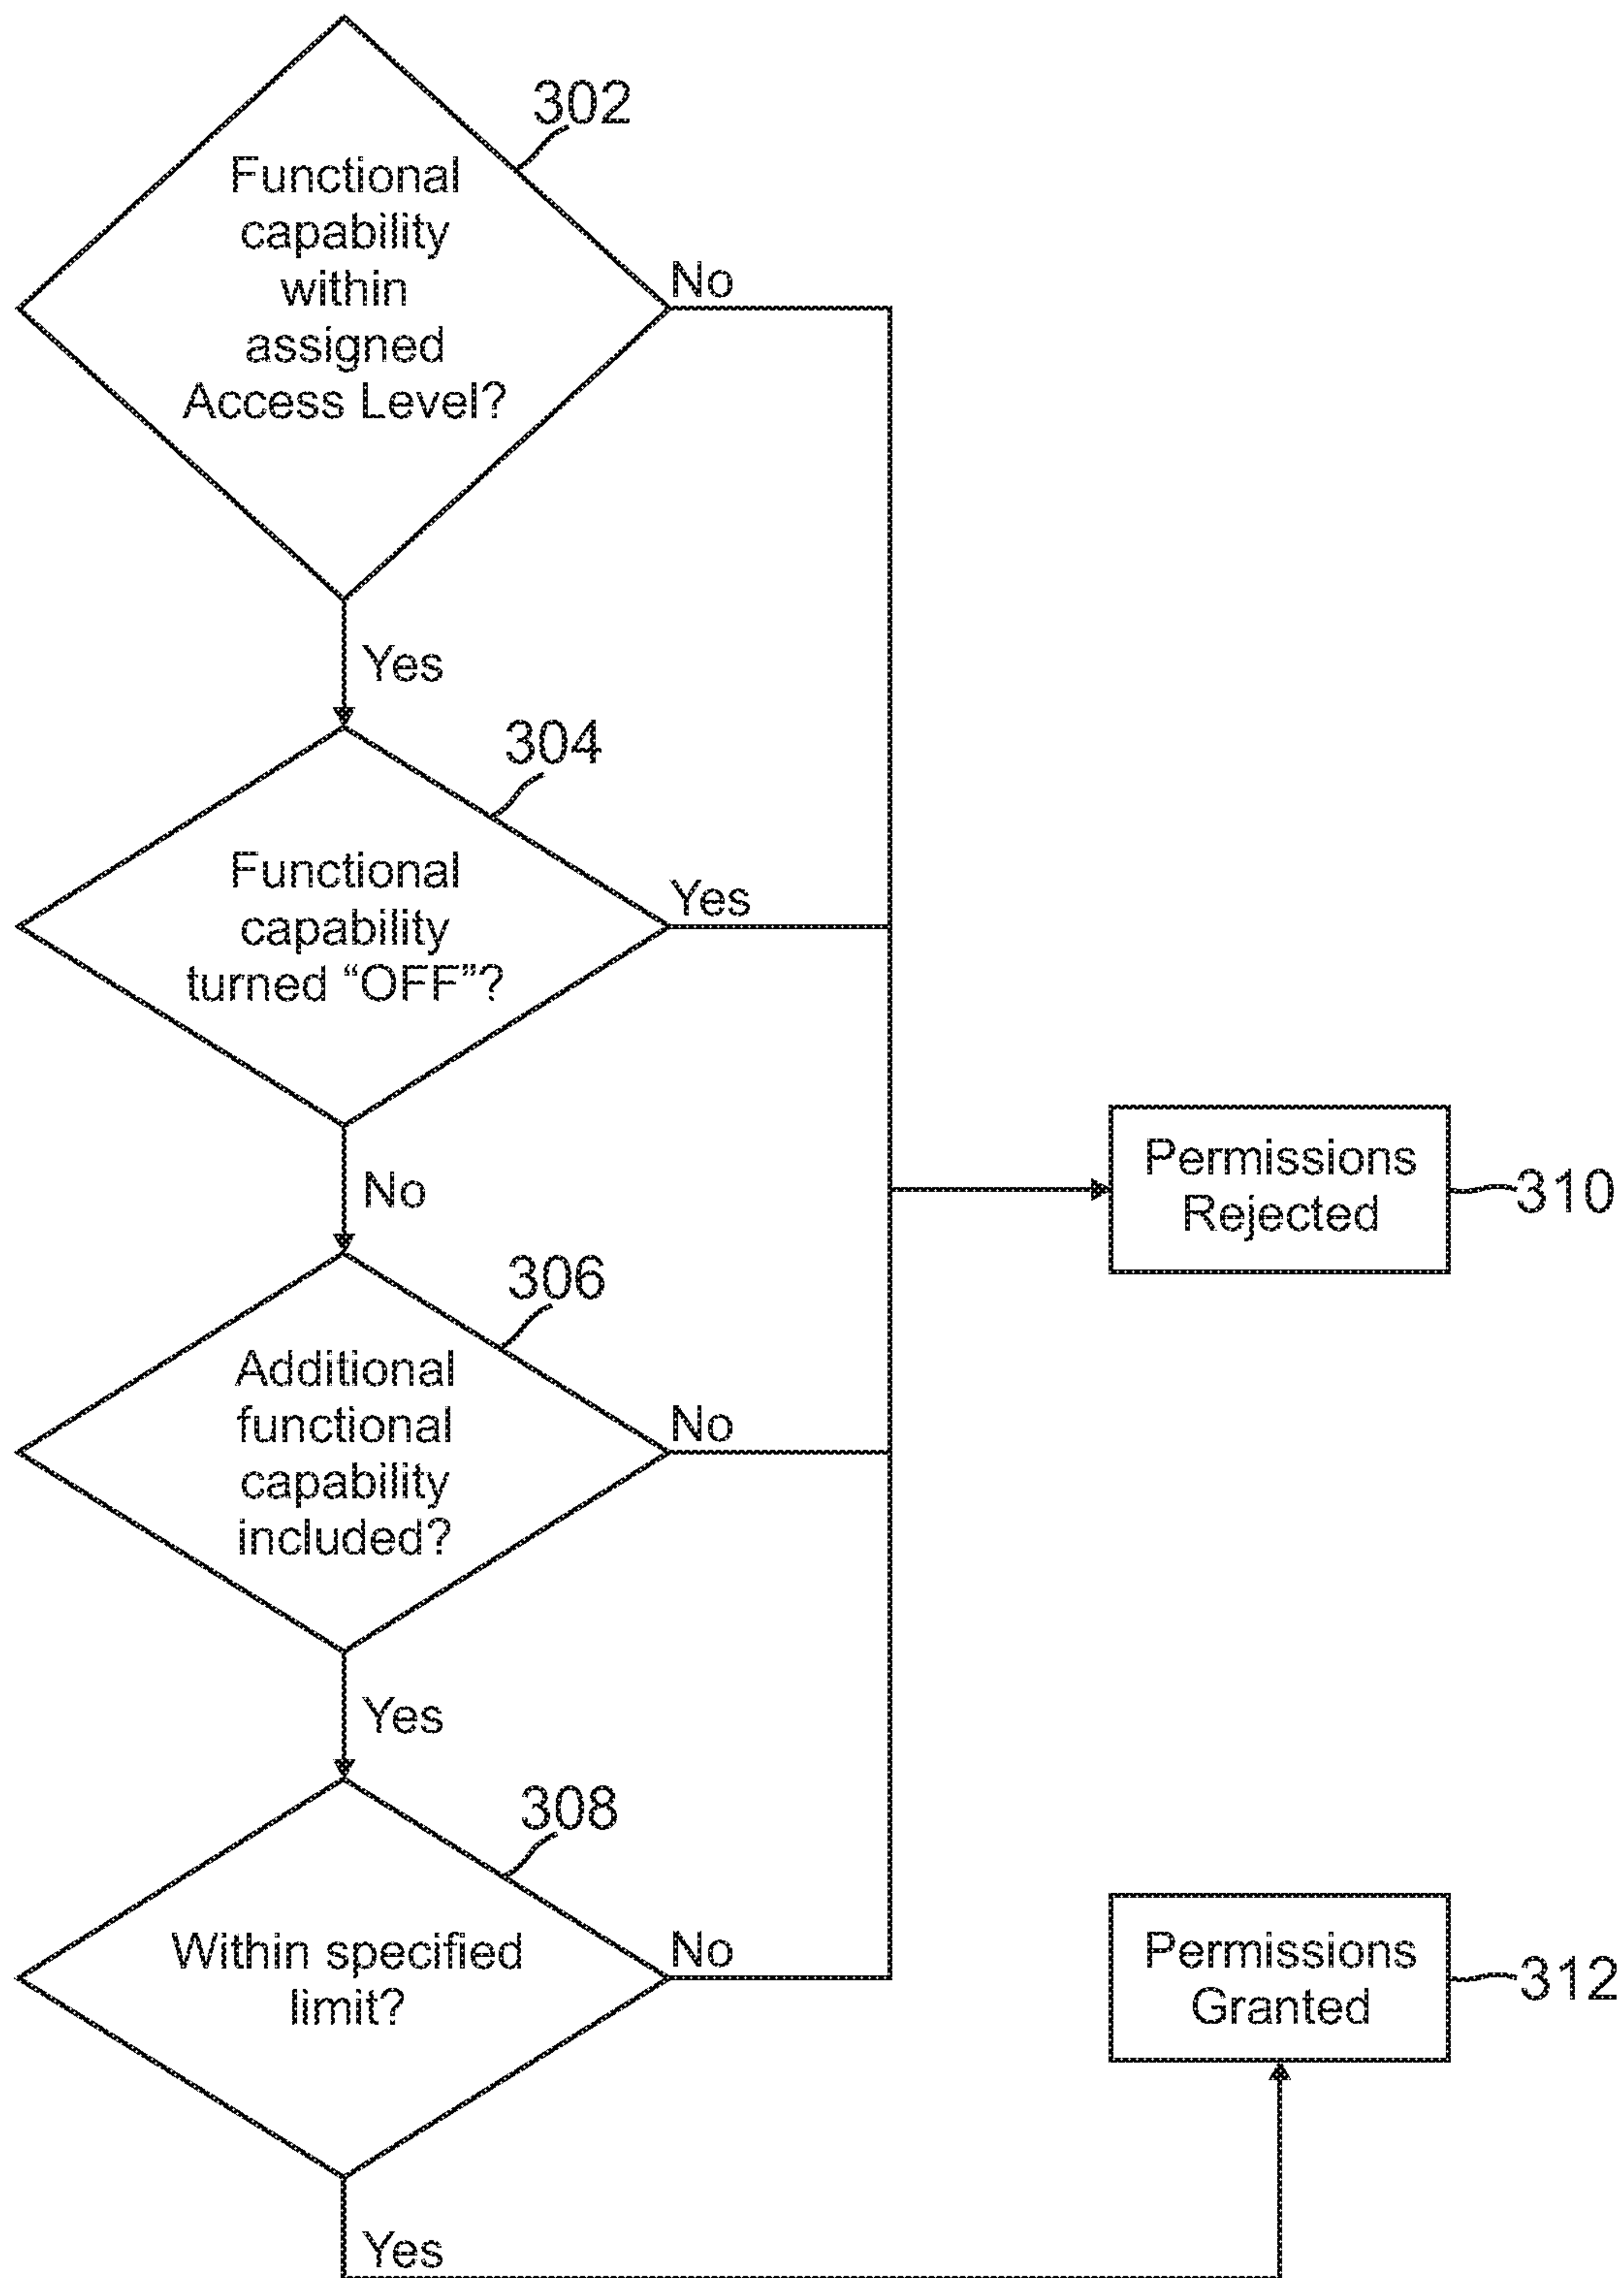 302
Functional
capability
within
assigned
Access Level?
No
Yes
304
Functional
capability
turned “OFF”?
Yes
No
Permissions
Rejected
310
306
Additional
functional
capability
included?
No
Yes
308
Within specified
limit?
No
Permissions
Granted
312
Yes